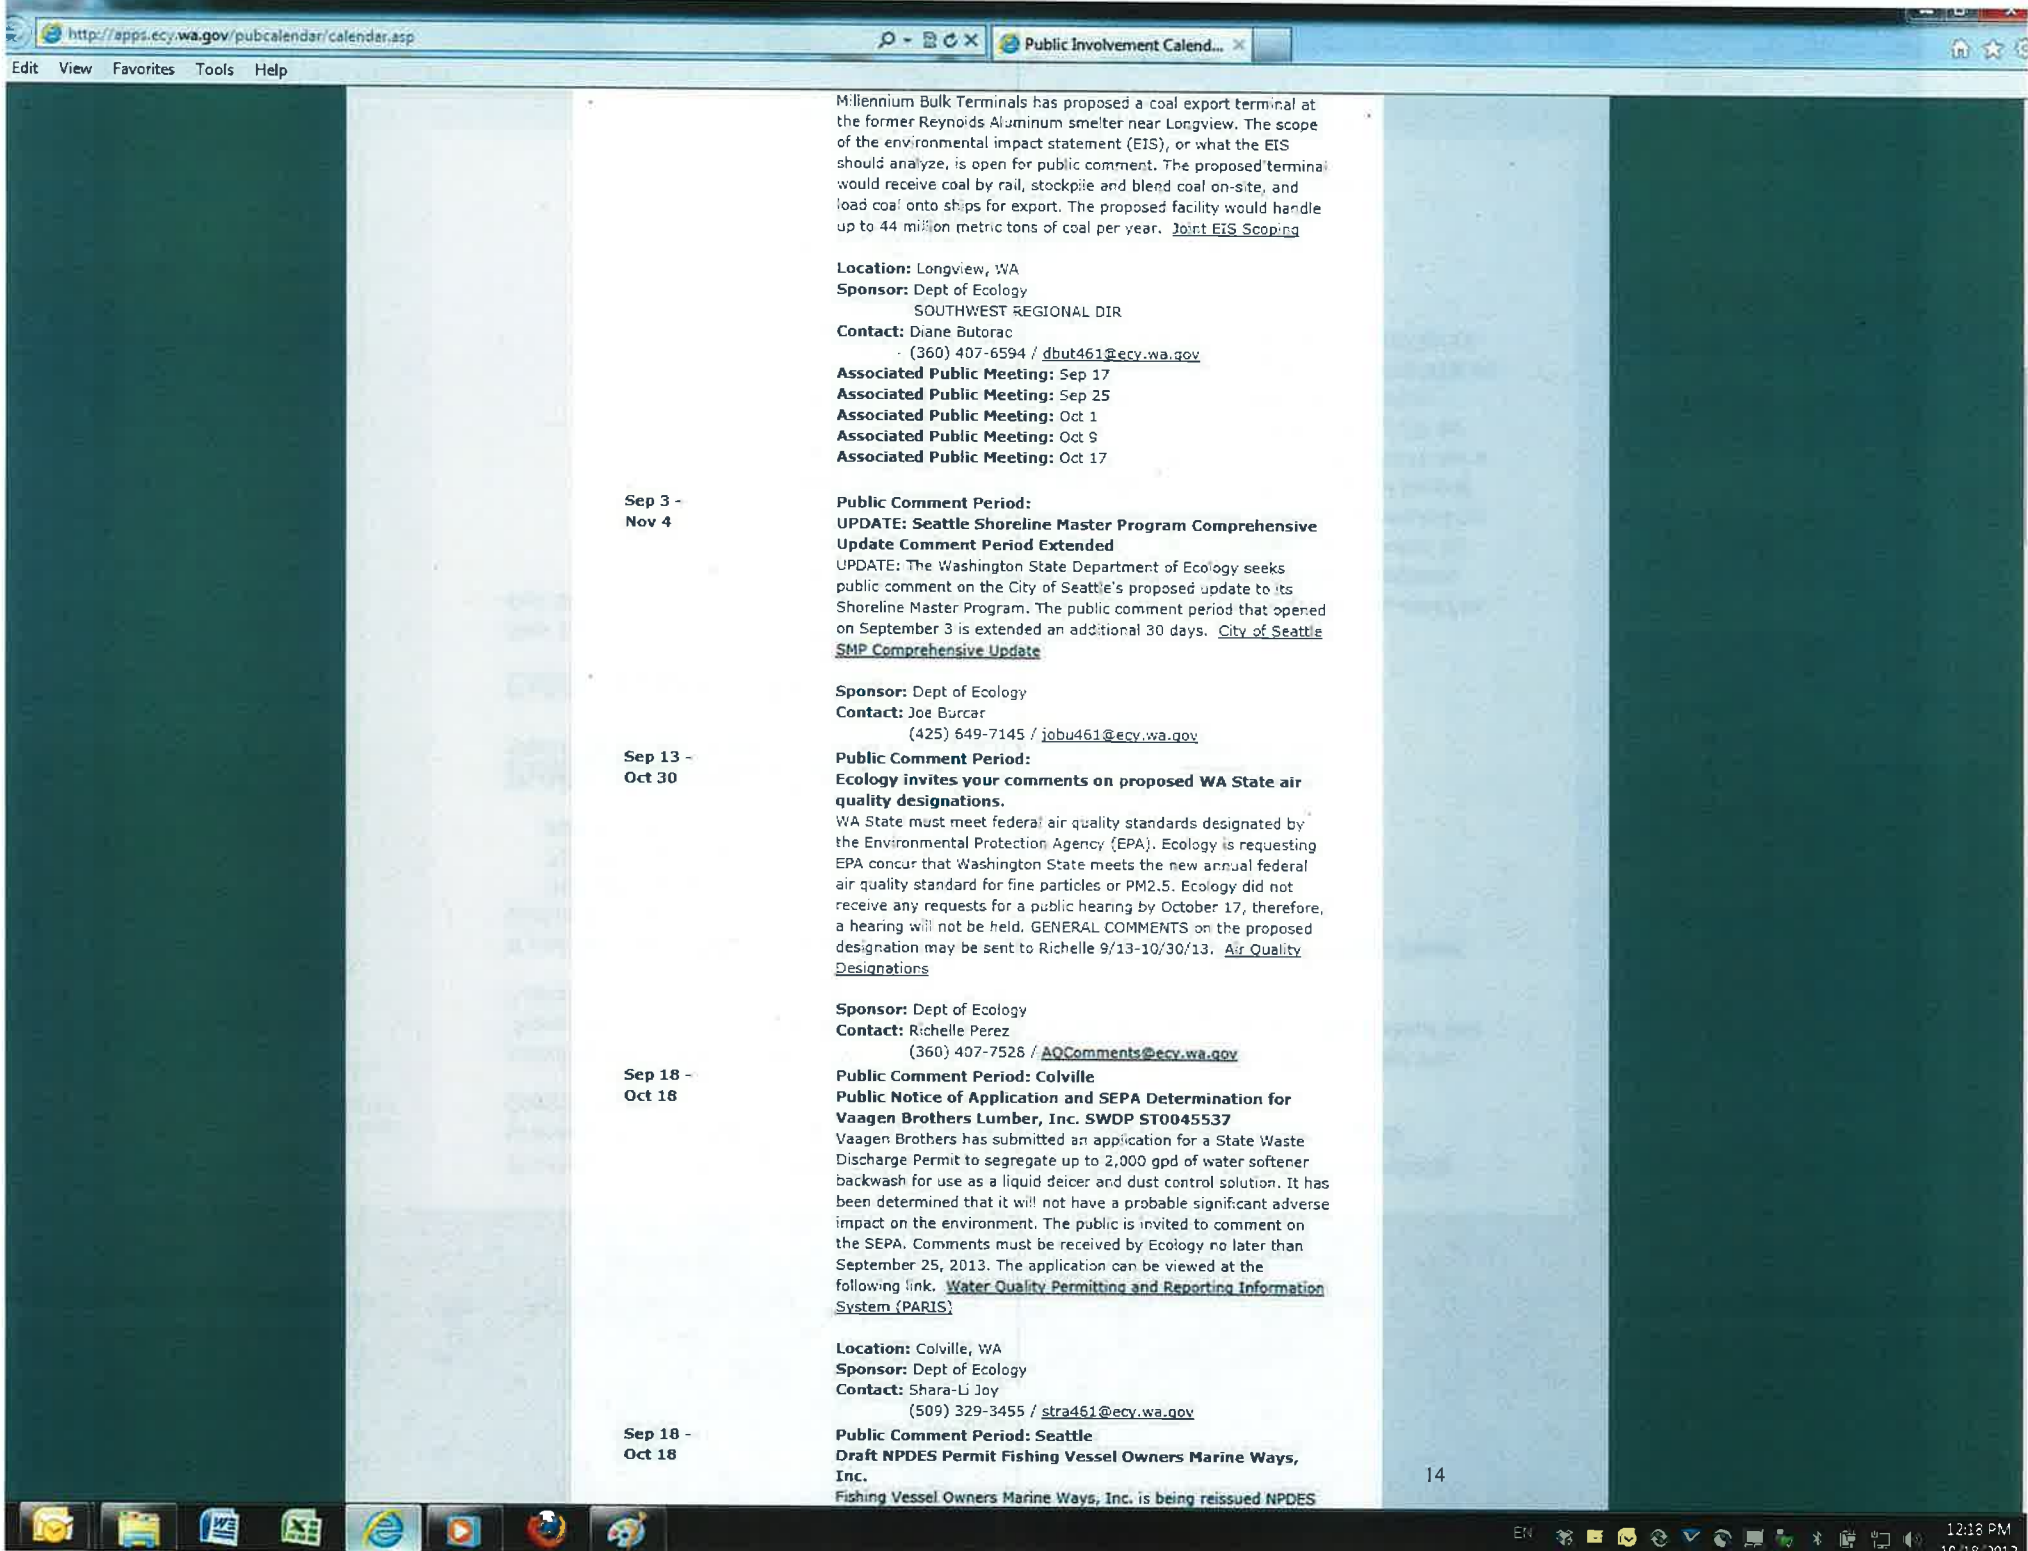 http://apps.ecy.wa.gov/pubcalendar/calendar.asp
Public Involvement Calend...
Edit View Favorites Tools Help
Millennium Bulk Terminals has proposed a coal export terminal at
the former Reynolds Aluminum smelter near Longview. The scope
of the environmental impact statement (EIS), or what the EIS
should analyze, is open for public comment. The proposed terminal
would receive coal by rail, stockpile and blend coal on-site, and
load coal onto ships for export. The proposed facility would handle
up to 44 million metric tons of coal per year. Joint EIS Scoping
Location: Longview, WA
Sponsor: Dept of Ecology
SOUTHWEST REGIONAL DIR
Contact: Diane Butorac
(360) 407-6594 / dbut461@ecy.wa.gov
Associated Public Meeting: Sep 17
Associated Public Meeting: Sep 25
Associated Public Meeting: Oct 1
Associated Public Meeting: Oct 9
Associated Public Meeting: Oct 17
Sep 3 -
Nov 4
Public Comment Period:
UPDATE: Seattle Shoreline Master Program Comprehensive
Update Comment Period Extended
UPDATE: The Washington State Department of Ecology seeks
public comment on the City of Seattle's proposed update to its
Shoreline Master Program. The public comment period that opened
on September 3 is extended an additional 30 days. City of Seattle
SMP Comprehensive Update
Sponsor: Dept of Ecology
Contact: Joe Burcar
(425) 649-7145 / jobu461@ecy.wa.gov
Sep 13 -
Oct 30
Public Comment Period:
Ecology invites your comments on proposed WA State air
quality designations.
WA State must meet federal air quality standards designated by
the Environmental Protection Agency (EPA). Ecology is requesting
EPA concur that Washington State meets the new annual federal
air quality standard for fine particles or PM2.5. Ecology did not
receive any requests for a public hearing by October 17, therefore,
a hearing will not be held. GENERAL COMMENTS on the proposed
designation may be sent to Richelle 9/13-10/30/13. Air Quality
Designations
Sponsor: Dept of Ecology
Contact: Richelle Perez
(360) 407-7528 / AQComments@ecy.wa.gov
Sep 18 -
Oct 18
Public Comment Period: Colville
Public Notice of Application and SEPA Determination for
Vaagen Brothers Lumber, Inc. SWDP ST0045537
Vaagen Brothers has submitted an application for a State Waste
Discharge Permit to segregate up to 2,000 gpd of water softener
backwash for use as a liquid deicer and dust control solution. It has
been determined that it will not have a probable significant adverse
impact on the environment. The public is invited to comment on
the SEPA. Comments must be received by Ecology no later than
September 25, 2013. The application can be viewed at the
following link. Water Quality Permitting and Reporting Information
System (PARIS)
Location: Colville, WA
Sponsor: Dept of Ecology
Contact: Shara-Li Joy
(509) 329-3455 / stra461@ecy.wa.gov
Sep 18 -
Oct 18
Public Comment Period: Seattle
Draft NPDES Permit Fishing Vessel Owners Marine Ways,
Inc.
Fishing Vessel Owners Marine Ways, Inc. is being reissued NPDES
14
EN
12:13 PM